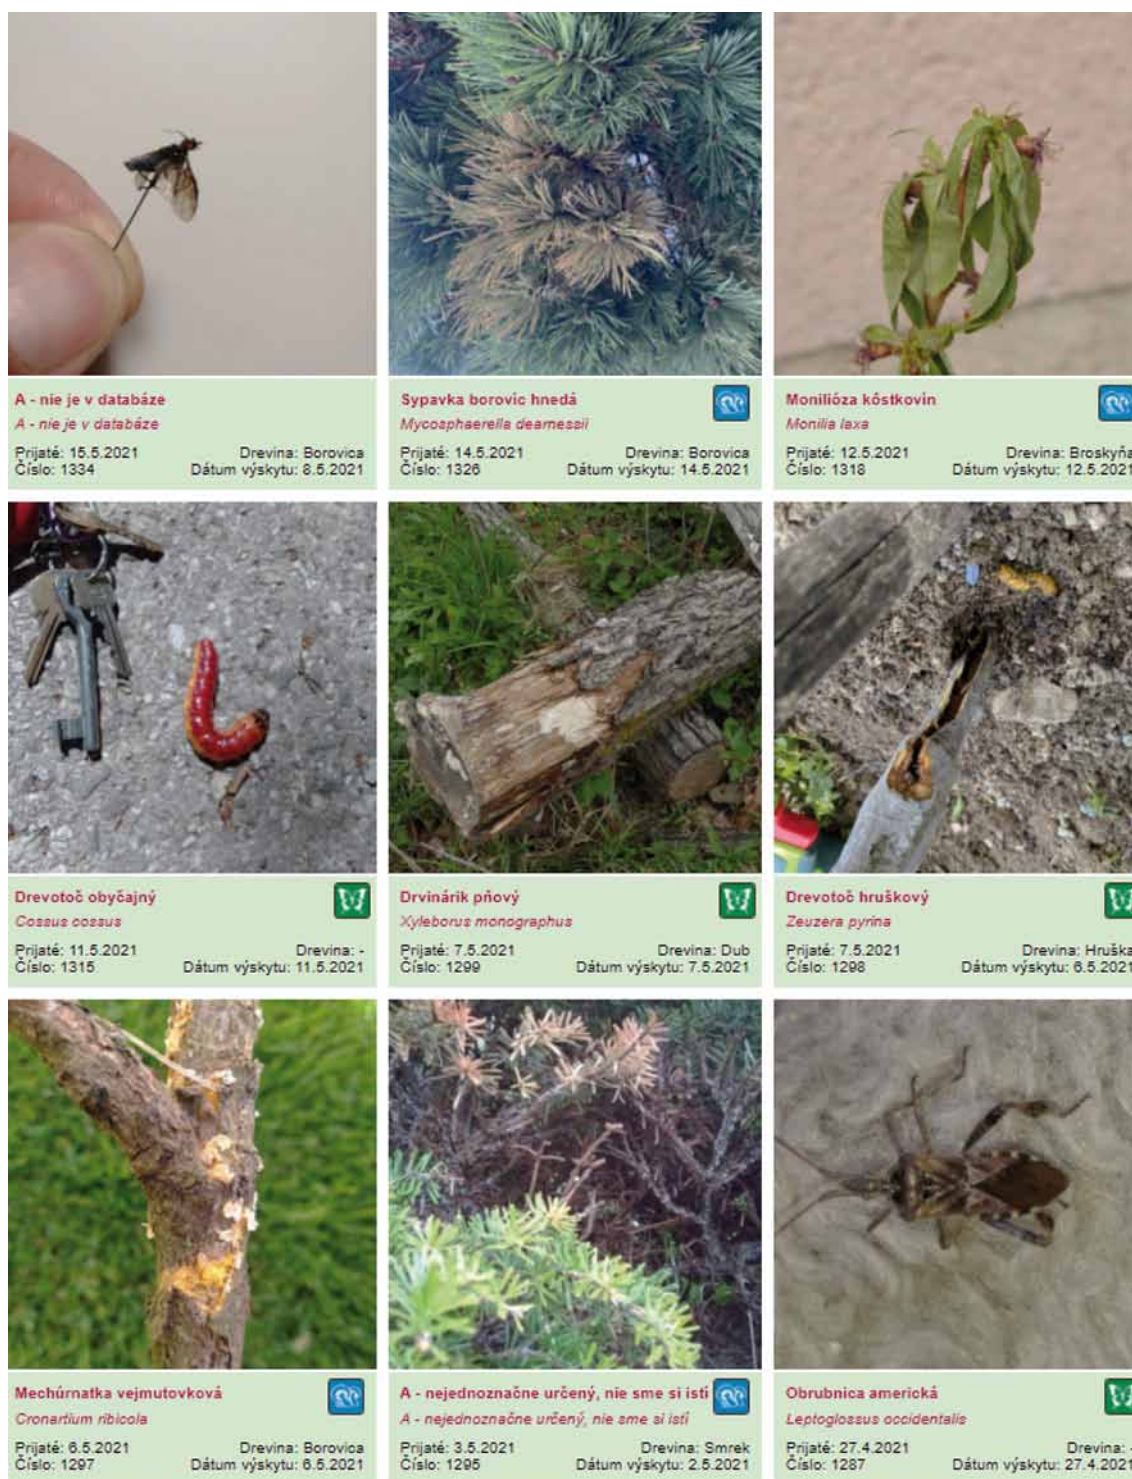 A - nie je v databáze
A - nie je v databáze
Prijaté: 15.5.2021 Drevina: Borovica
Číslo: 1334 Dátum výskytu: 8.5.2021
Sypavka borovic hnedá
Mycosphaerella dearnessii
Prijaté: 14.5.2021 Drevina: Borovica
Číslo: 1326 Dátum výskytu: 14.5.2021
Monilióza kôstkovín
Monilia laxa
Prijaté: 12.5.2021 Drevina: Broskyňa
Číslo: 1318 Dátum výskytu: 12.5.2021
Drevotoč obyčajný
Cossus cossus
Prijaté: 11.5.2021 Drevina: -
Číslo: 1315 Dátum výskytu: 11.5.2021
Drvinárik pňový
Xyleborus monographus
Prijaté: 7.5.2021 Drevina: Dub
Číslo: 1299 Dátum výskytu: 7.5.2021
Drevotoč hruškový
Zeuzera pyrina
Prijaté: 7.5.2021 Drevina: Hruška
Číslo: 1298 Dátum výskytu: 6.5.2021
Mechúrnatka vejmutovková
Cronartium ribicola
Prijaté: 6.5.2021 Drevina: Borovica
Číslo: 1297 Dátum výskytu: 6.5.2021
A - nejednoznačne určený, nie sme si istí
A - nejednoznačne určený, nie sme si istí
Prijaté: 3.5.2021 Drevina: Smrek
Číslo: 1295 Dátum výskytu: 2.5.2021
Obrubnica americká
Leptoglossus occidentalis
Prijaté: 27.4.2021 Drevina: -
Číslo: 1287 Dátum výskytu: 27.4.2021